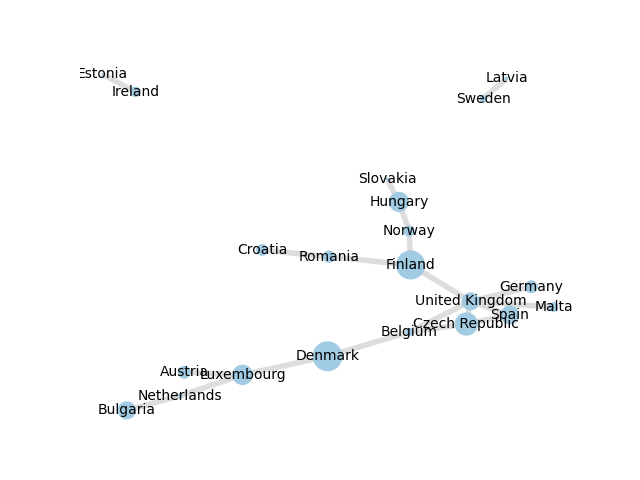 Estonia
Latvia
Ireland
Sweden
Slovakia
Hungary
Norway
Croatia
Romania
Finland
Germany
United Kingdom
Malta
Spain
Czech Republic
Belgium
Denmark
Austria
Luxembourg
Netherlands
Bulgaria